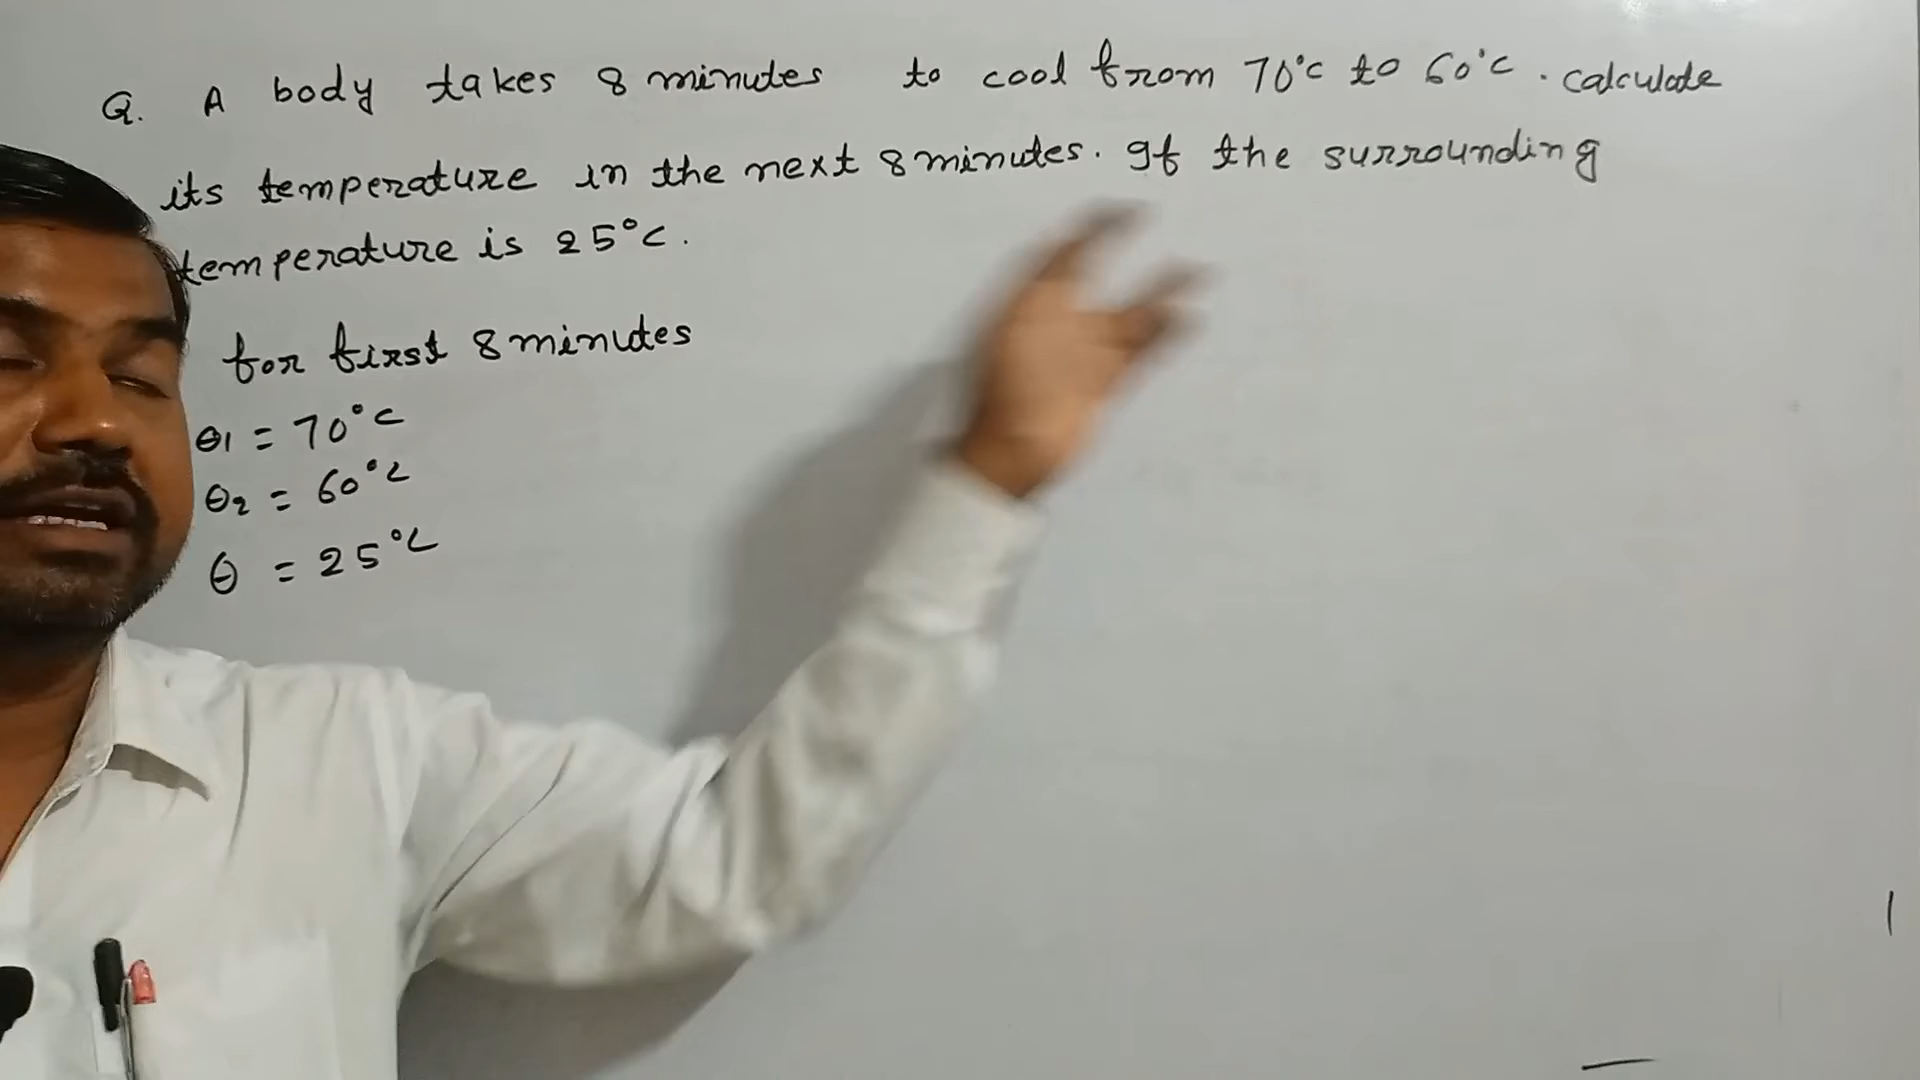 Q. A body takes 8 minutes to cool from 70°C to 60°C. calculate
its temperature in the next 8 minutes. If the surrounding
temperature is 25°C.
for first 8 minutes
θ1 = 70°C
θ2 = 60°C
θ = 25°C